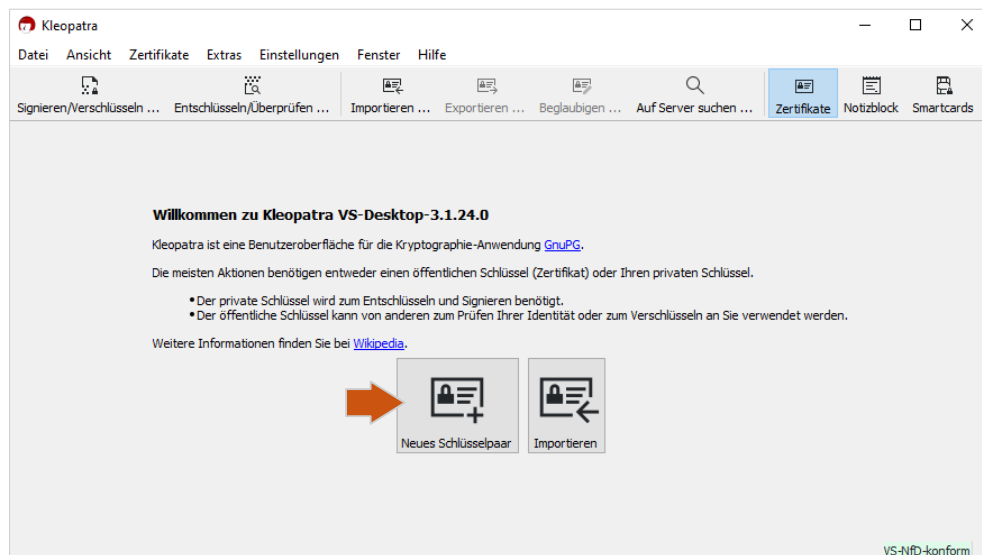 Kleopatra
Datei Ansicht Zertifikate Extras Einstellungen Fenster Hilfe
Signieren/Verschlüsseln ... Entschlüsseln/Überprüfen ... Importieren ... Exportieren ... Beglaubigen ... Auf Server suchen ... Zertifikate Notizblock Smartcards
Willkommen zu Kleopatra VS-Desktop-3.1.24.0
Kleopatra ist eine Benutzeroberfläche für die Kryptographie-Anwendung GnuPG.
Die meisten Aktionen benötigen entweder einen öffentlichen Schlüssel (Zertifikat) oder Ihren privaten Schlüssel.
• Der private Schlüssel wird zum Entschlüsseln und Signieren benötigt.
• Der öffentliche Schlüssel kann von anderen zum Prüfen Ihrer Identität oder zum Verschlüsseln an Sie verwendet werden.
Weitere Informationen finden Sie bei Wikipedia.
Neues Schlüsselpaar Importieren
VS-NfD-konform